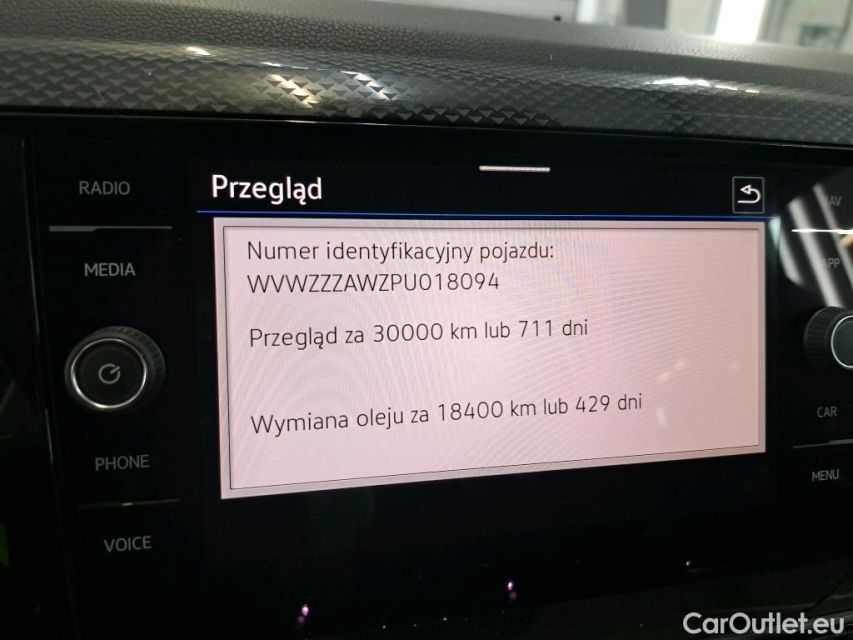 RADIO
MEDIA
PHONE
VOICE
Przegląd
Numer identyfikacyjny pojazdu:
WVWZZZAWZPU018094
Przegląd za 30000 km lub 711 dni
Wymiana oleju za 18400 km lub 429 dni
CAR
MENU
CarOutlet.eu